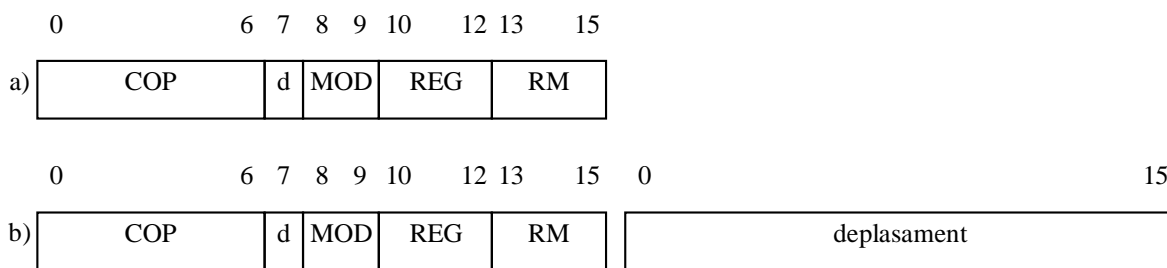 0 6 7 8 9 10 12 13 15
a) COP d MOD REG RM
0 6 7 8 9 10 12 13 15 0 15
b) COP d MOD REG RM deplasament